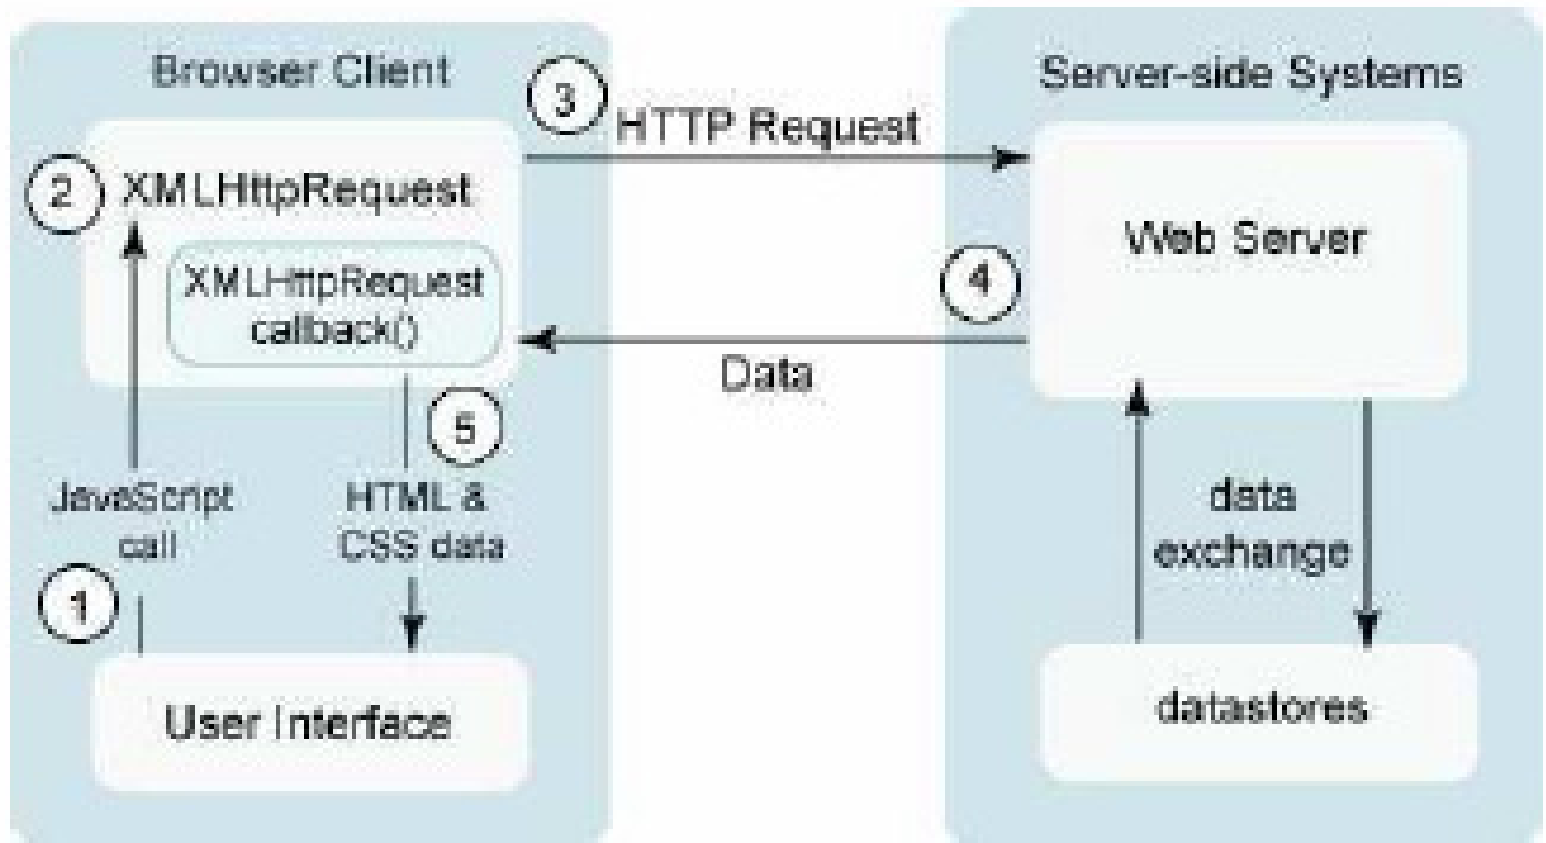 Browser Client
3
HTTP Request
Server-side Systems
2
XMLHttpRequest
XMLHttpRequest
callback()
Web Server
4
Data
5
JavaScript
call
HTML &
CSS data
data
exchange
1
User Interface
datastores